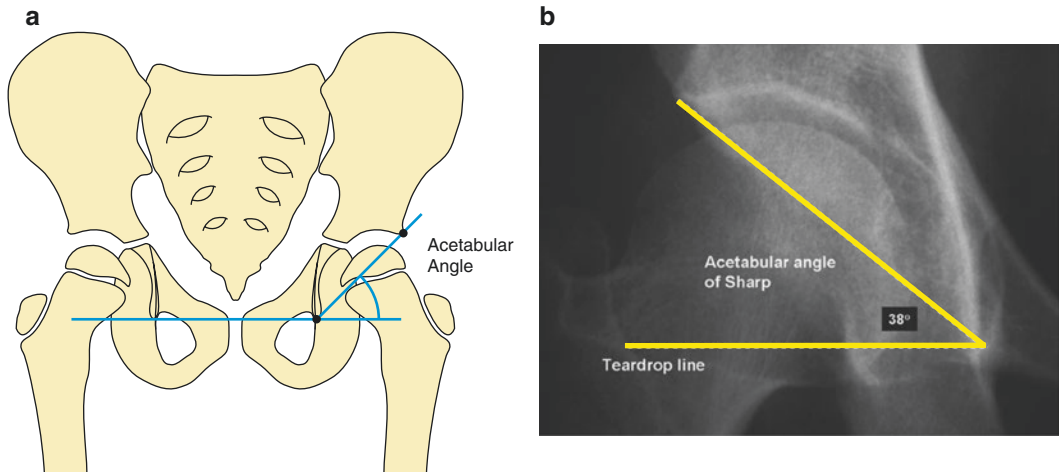 a
Acetabular
Angle
b
Acetabular angle
of Sharp
38°
Teardrop line